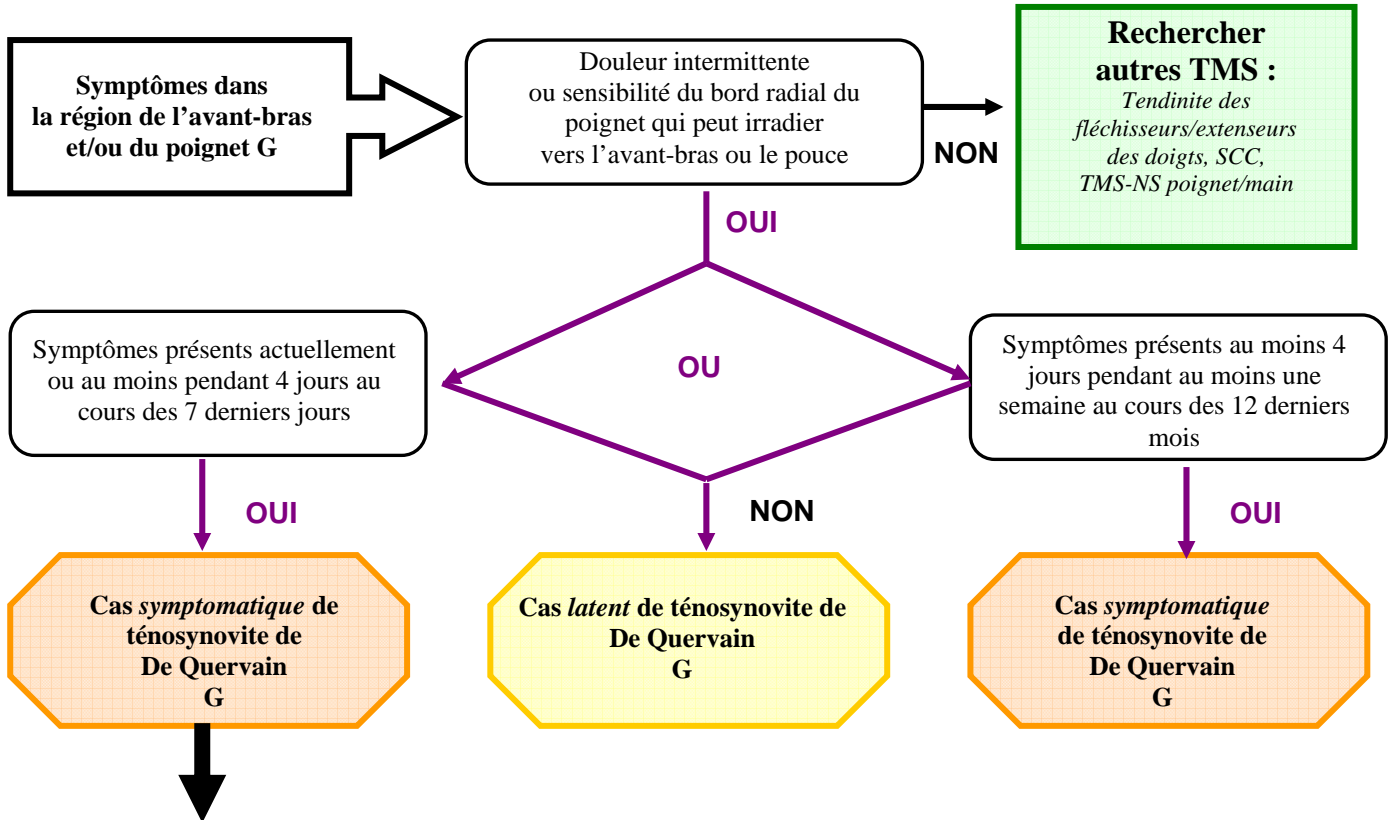 Symptômes dans
la région de l'avant-bras
et/ou du poignet G
Douleur intermittente
ou sensibilité du bord radial du
poignet qui peut irradier
vers l'avant-bras ou le pouce
NON
Rechercher
autres TMS :
Tendinite des
fléchisseurs/extenseurs
des doigts, SCC,
TMS-NS poignet/main
OUI
Symptômes présents actuellement
ou au moins pendant 4 jours au
cours des 7 derniers jours
OU
Symptômes présents au moins 4
jours pendant au moins une
semaine au cours des 12 derniers
mois
OUI
NON
OUI
Cas symptomatique de
ténosynovite de
De Quervain
G
Cas latent de ténosynovite de
De Quervain
G
Cas symptomatique
de ténosynovite de
De Quervain
G